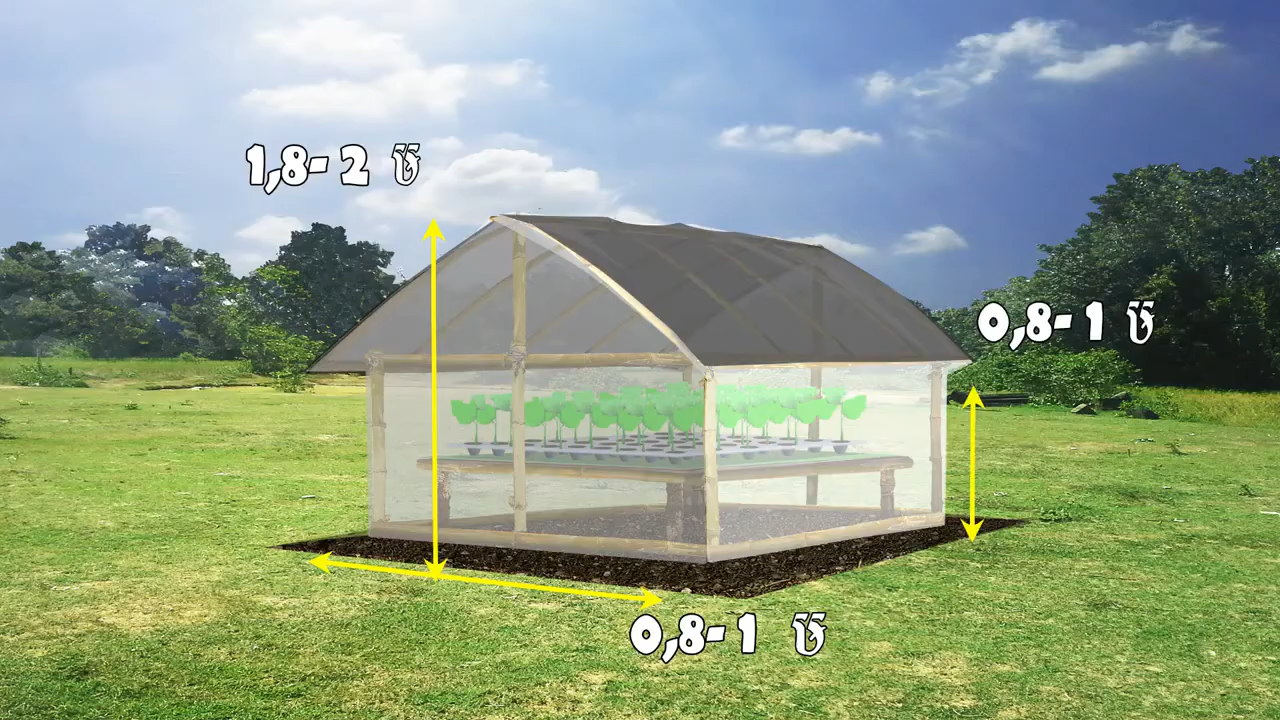 1,8- 2 ម
0,8- 1 ម
0,8- 1 ម